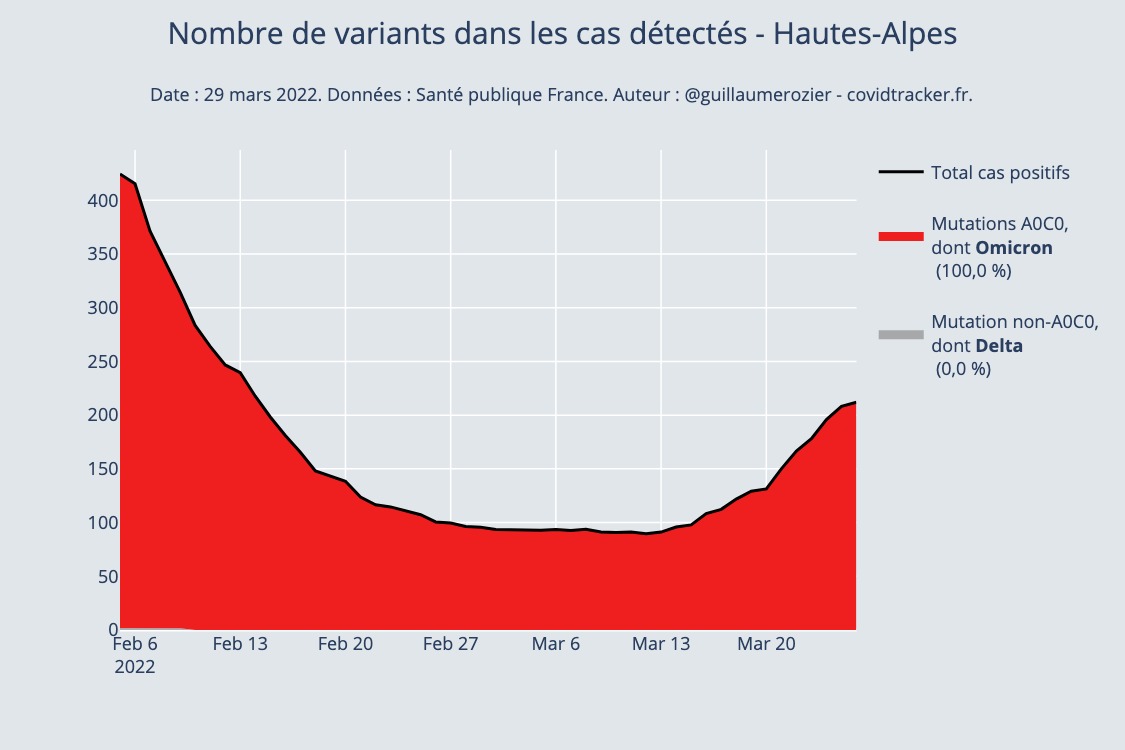 Nombre de variants dans les cas détectés - Hautes-Alpes
Date : 29 mars 2022. Données : Santé publique France. Auteur : @guillaumerozier - covidtracker.fr.
Total cas positifs
Mutations A0C0,
dont Omicron
(100,0 %)
Mutation non-A0C0,
dont Delta
(0,0 %)
400
350
300
250
200
150
100
50
0
Feb 6 Feb 13 Feb 20 Feb 27 Mar 6 Mar 13 Mar 20
2022